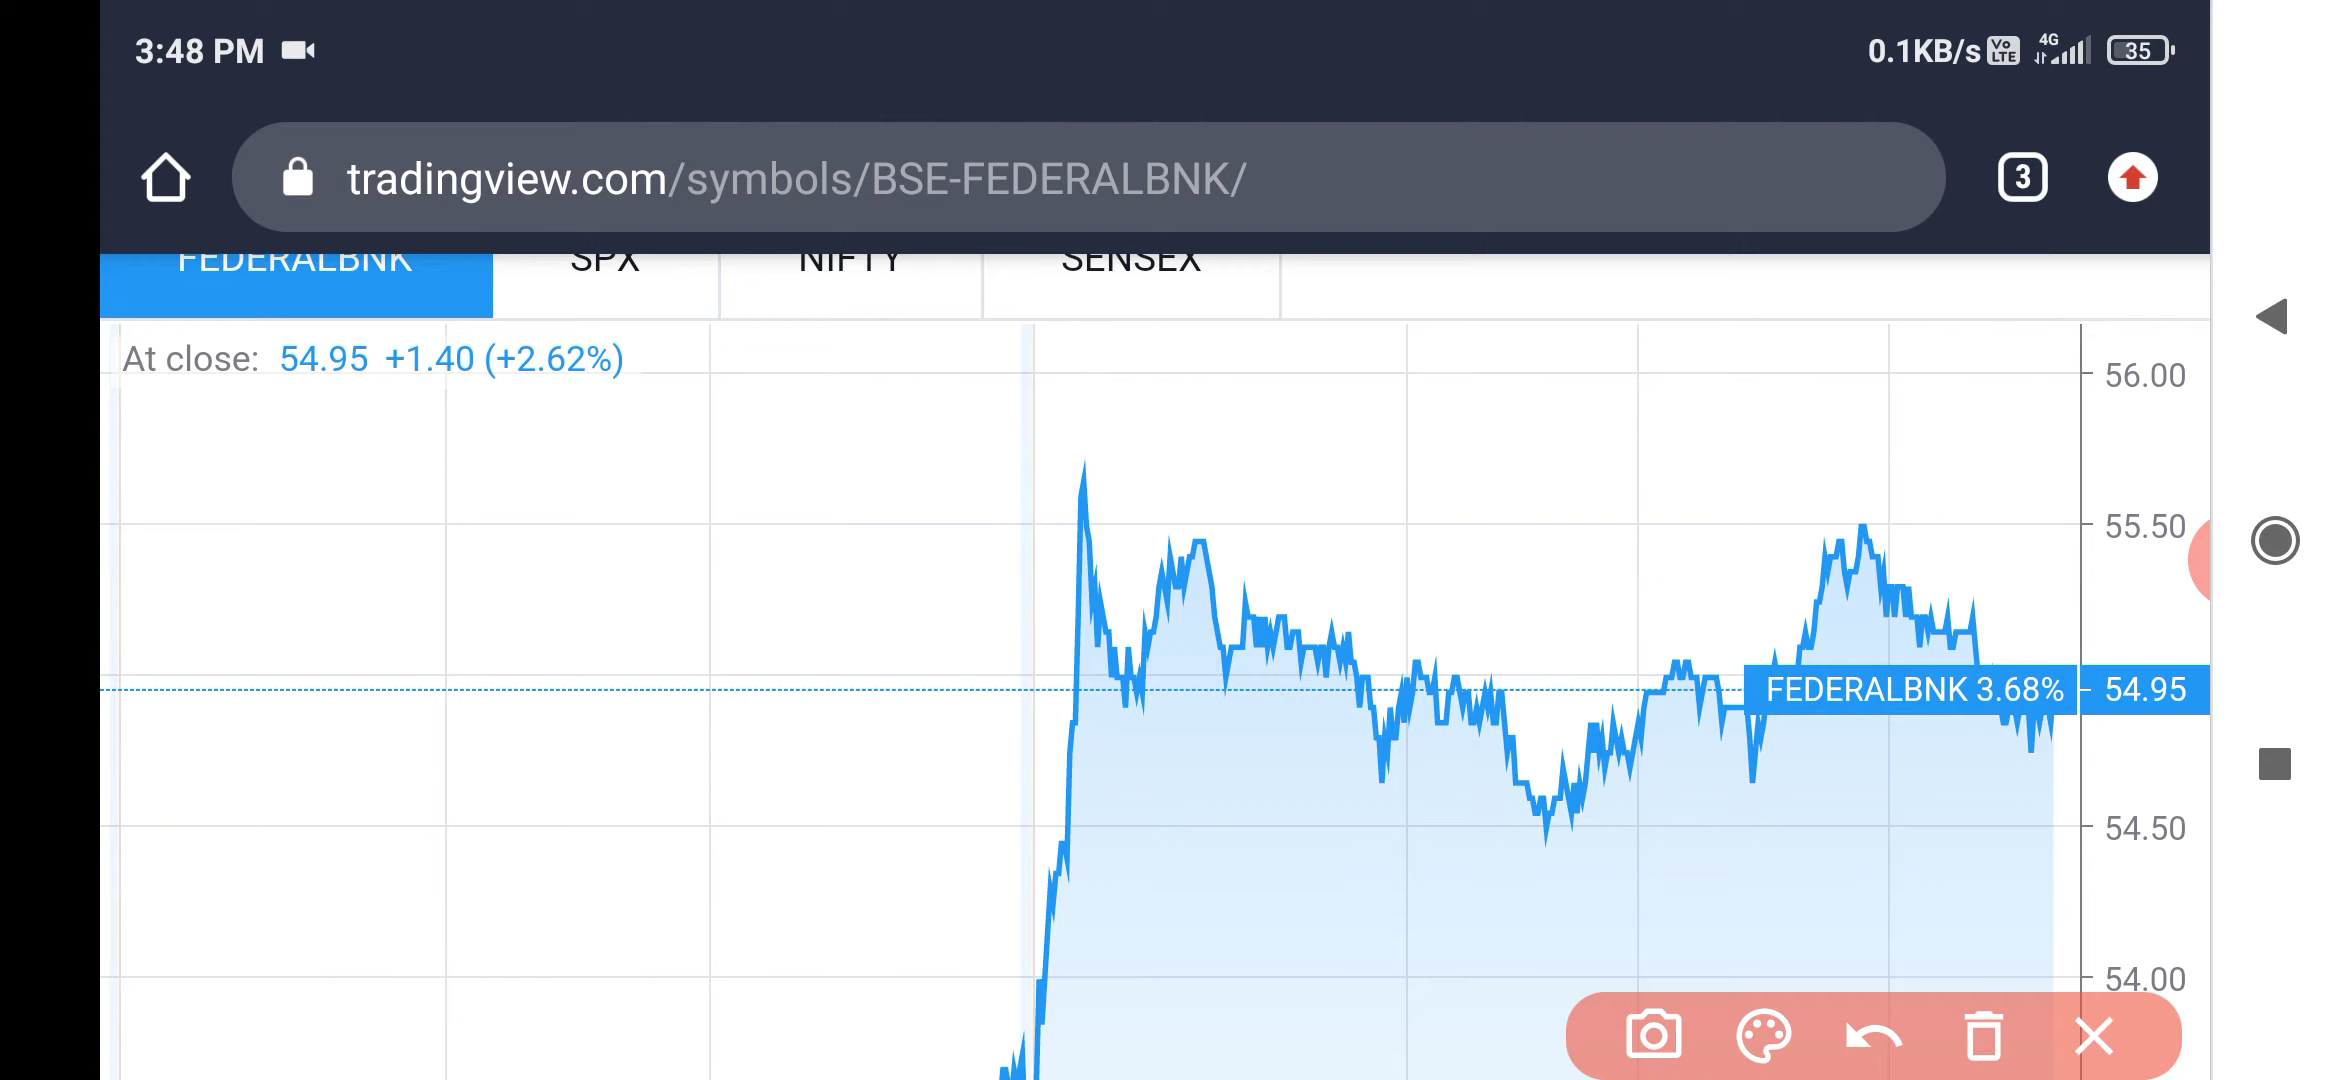 3:48 PM 0.1KB/s Vo LTE 4G 35
tradingview.com/symbols/BSE-FEDERALBNK/ 3
FEDERALBNK SPX NIFTY SENSEX
At close: 54.95 +1.40 (+2.62%)
56.00
55.50
FEDERALBNK 3.68% 54.95
54.50
54.00